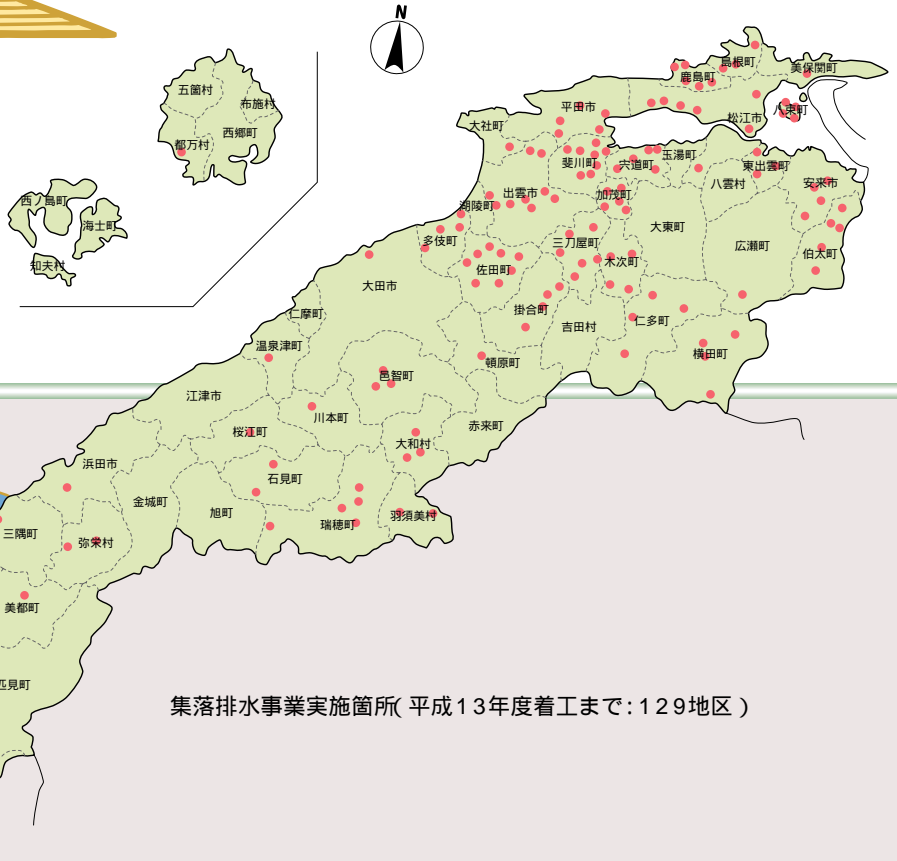 N
五箇村
布施村
西郷町
都万村
西ノ島町
海士町
知夫村
島根町
美保関町
鹿島町
平田市
八束町
大社町
松江市
斐川町
宍道町
玉湯町
東出雲町
八雲村
安来市
出雲市
湖陵町
加茂町
大東町
多伎町
三刀屋町
広瀬町
伯太町
佐田町
木次町
大田市
掛合町
仁摩町
吉田村
仁多町
温泉津町
頓原町
横田町
邑智町
江津市
川本町
桜江町
赤来町
大和村
浜田市
石見町
金城町
旭町
瑞穂町
羽須美村
三隅町
弥栄村
美都町
匹見町
集落排水事業実施箇所(平成13年度着工まで:129地区)